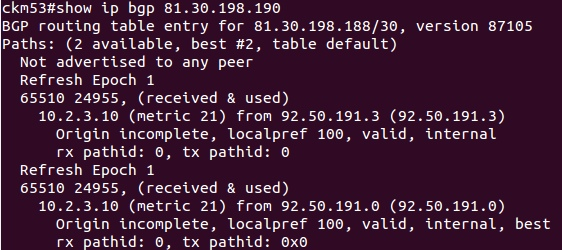 ckm53#show ip bgp 81.30.198.190
BGP routing table entry for 81.30.198.188/30, version 87105
Paths: (2 available, best #2, table default)
  Not advertised to any peer
  Refresh Epoch 1
  65510 24955, (received & used)
    10.2.3.10 (metric 21) from 92.50.191.3 (92.50.191.3)
      Origin incomplete, localpref 100, valid, internal
      rx pathid: 0, tx pathid: 0
  Refresh Epoch 1
  65510 24955, (received & used)
    10.2.3.10 (metric 21) from 92.50.191.0 (92.50.191.0)
      Origin incomplete, localpref 100, valid, internal, best
      rx pathid: 0, tx pathid: 0x0